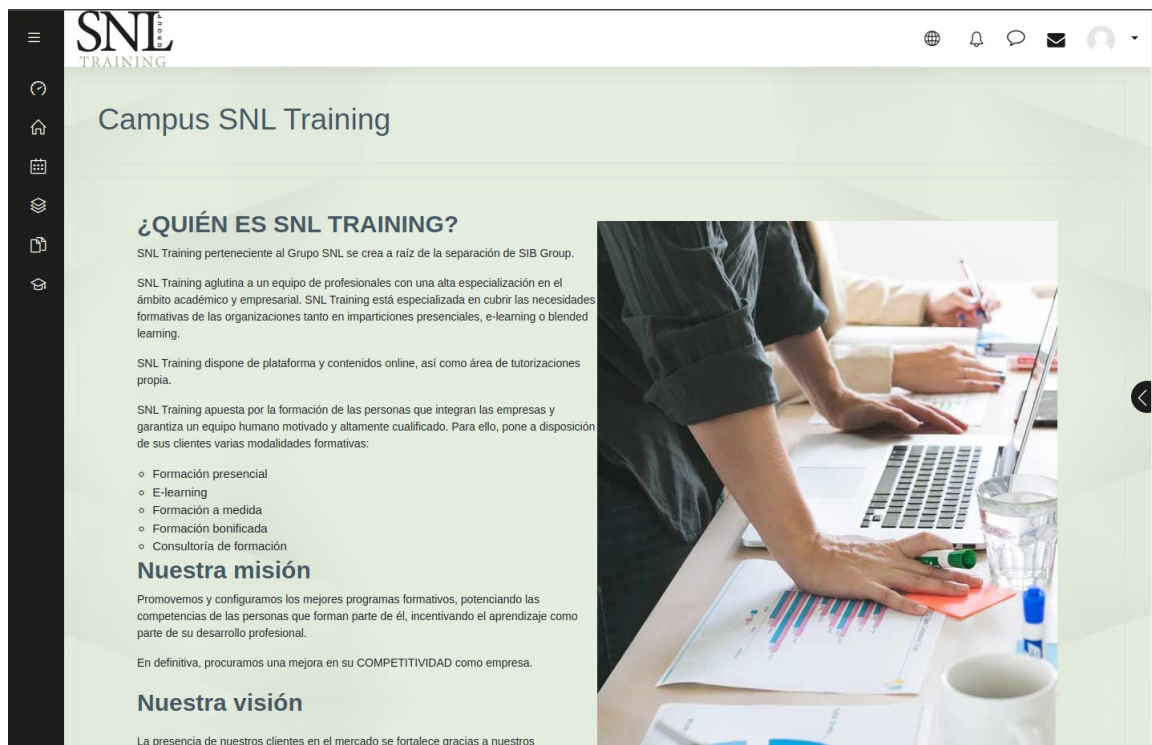 SNL
GROUP
TRAINING
Campus SNL Training
¿QUIÉN ES SNL TRAINING?
SNL Training perteneciente al Grupo SNL se crea a raíz de la separación de SIB Group.
SNL Training aglutina a un equipo de profesionales con una alta especialización en el
ámbito académico y empresarial. SNL Training está especializada en cubrir las necesidades
formativas de las organizaciones tanto en imparticiones presenciales, e-learning o blended
learning.
SNL Training dispone de plataforma y contenidos online, así como área de tutorizaciones
propia.
SNL Training apuesta por la formación de las personas que integran las empresas y
garantiza un equipo humano motivado y altamente cualificado. Para ello, pone a disposición
de sus clientes varias modalidades formativas:
Formación presencial
E-learning
Formación a medida
Formación bonificada
Consultoría de formación
Nuestra misión
Promovemos y configuramos los mejores programas formativos, potenciando las
competencias de las personas que forman parte de él, incentivando el aprendizaje como
parte de su desarrollo profesional.
En definitiva, procuramos una mejora en su COMPETITIVIDAD como empresa.
Nuestra visión
La presencia de nuestros clientes en el mercado se fortalece gracias a nuestros